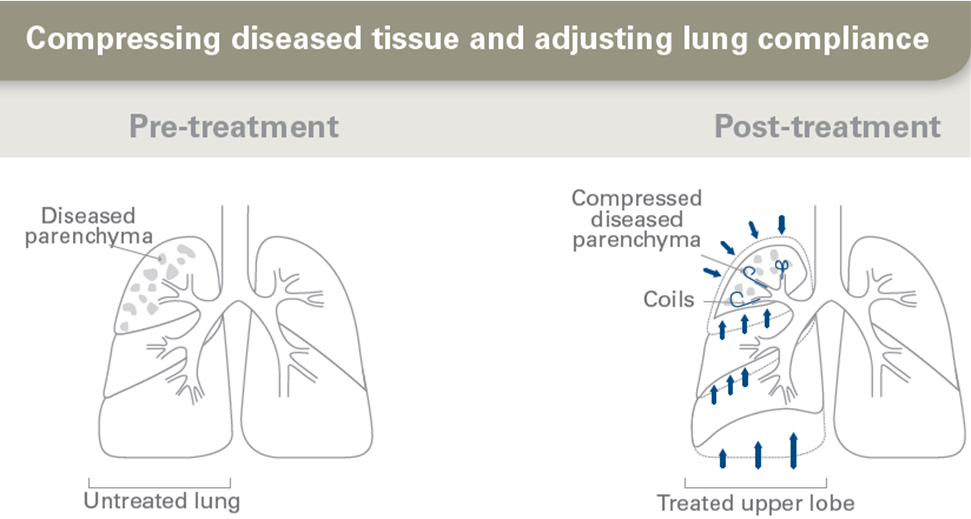 Compressing diseased tissue and adjusting lung compliance
Pre-treatment
Post-treatment
Diseased
parenchyma
Compressed
diseased
parenchyma
Coils
Untreated lung
Treated upper lobe